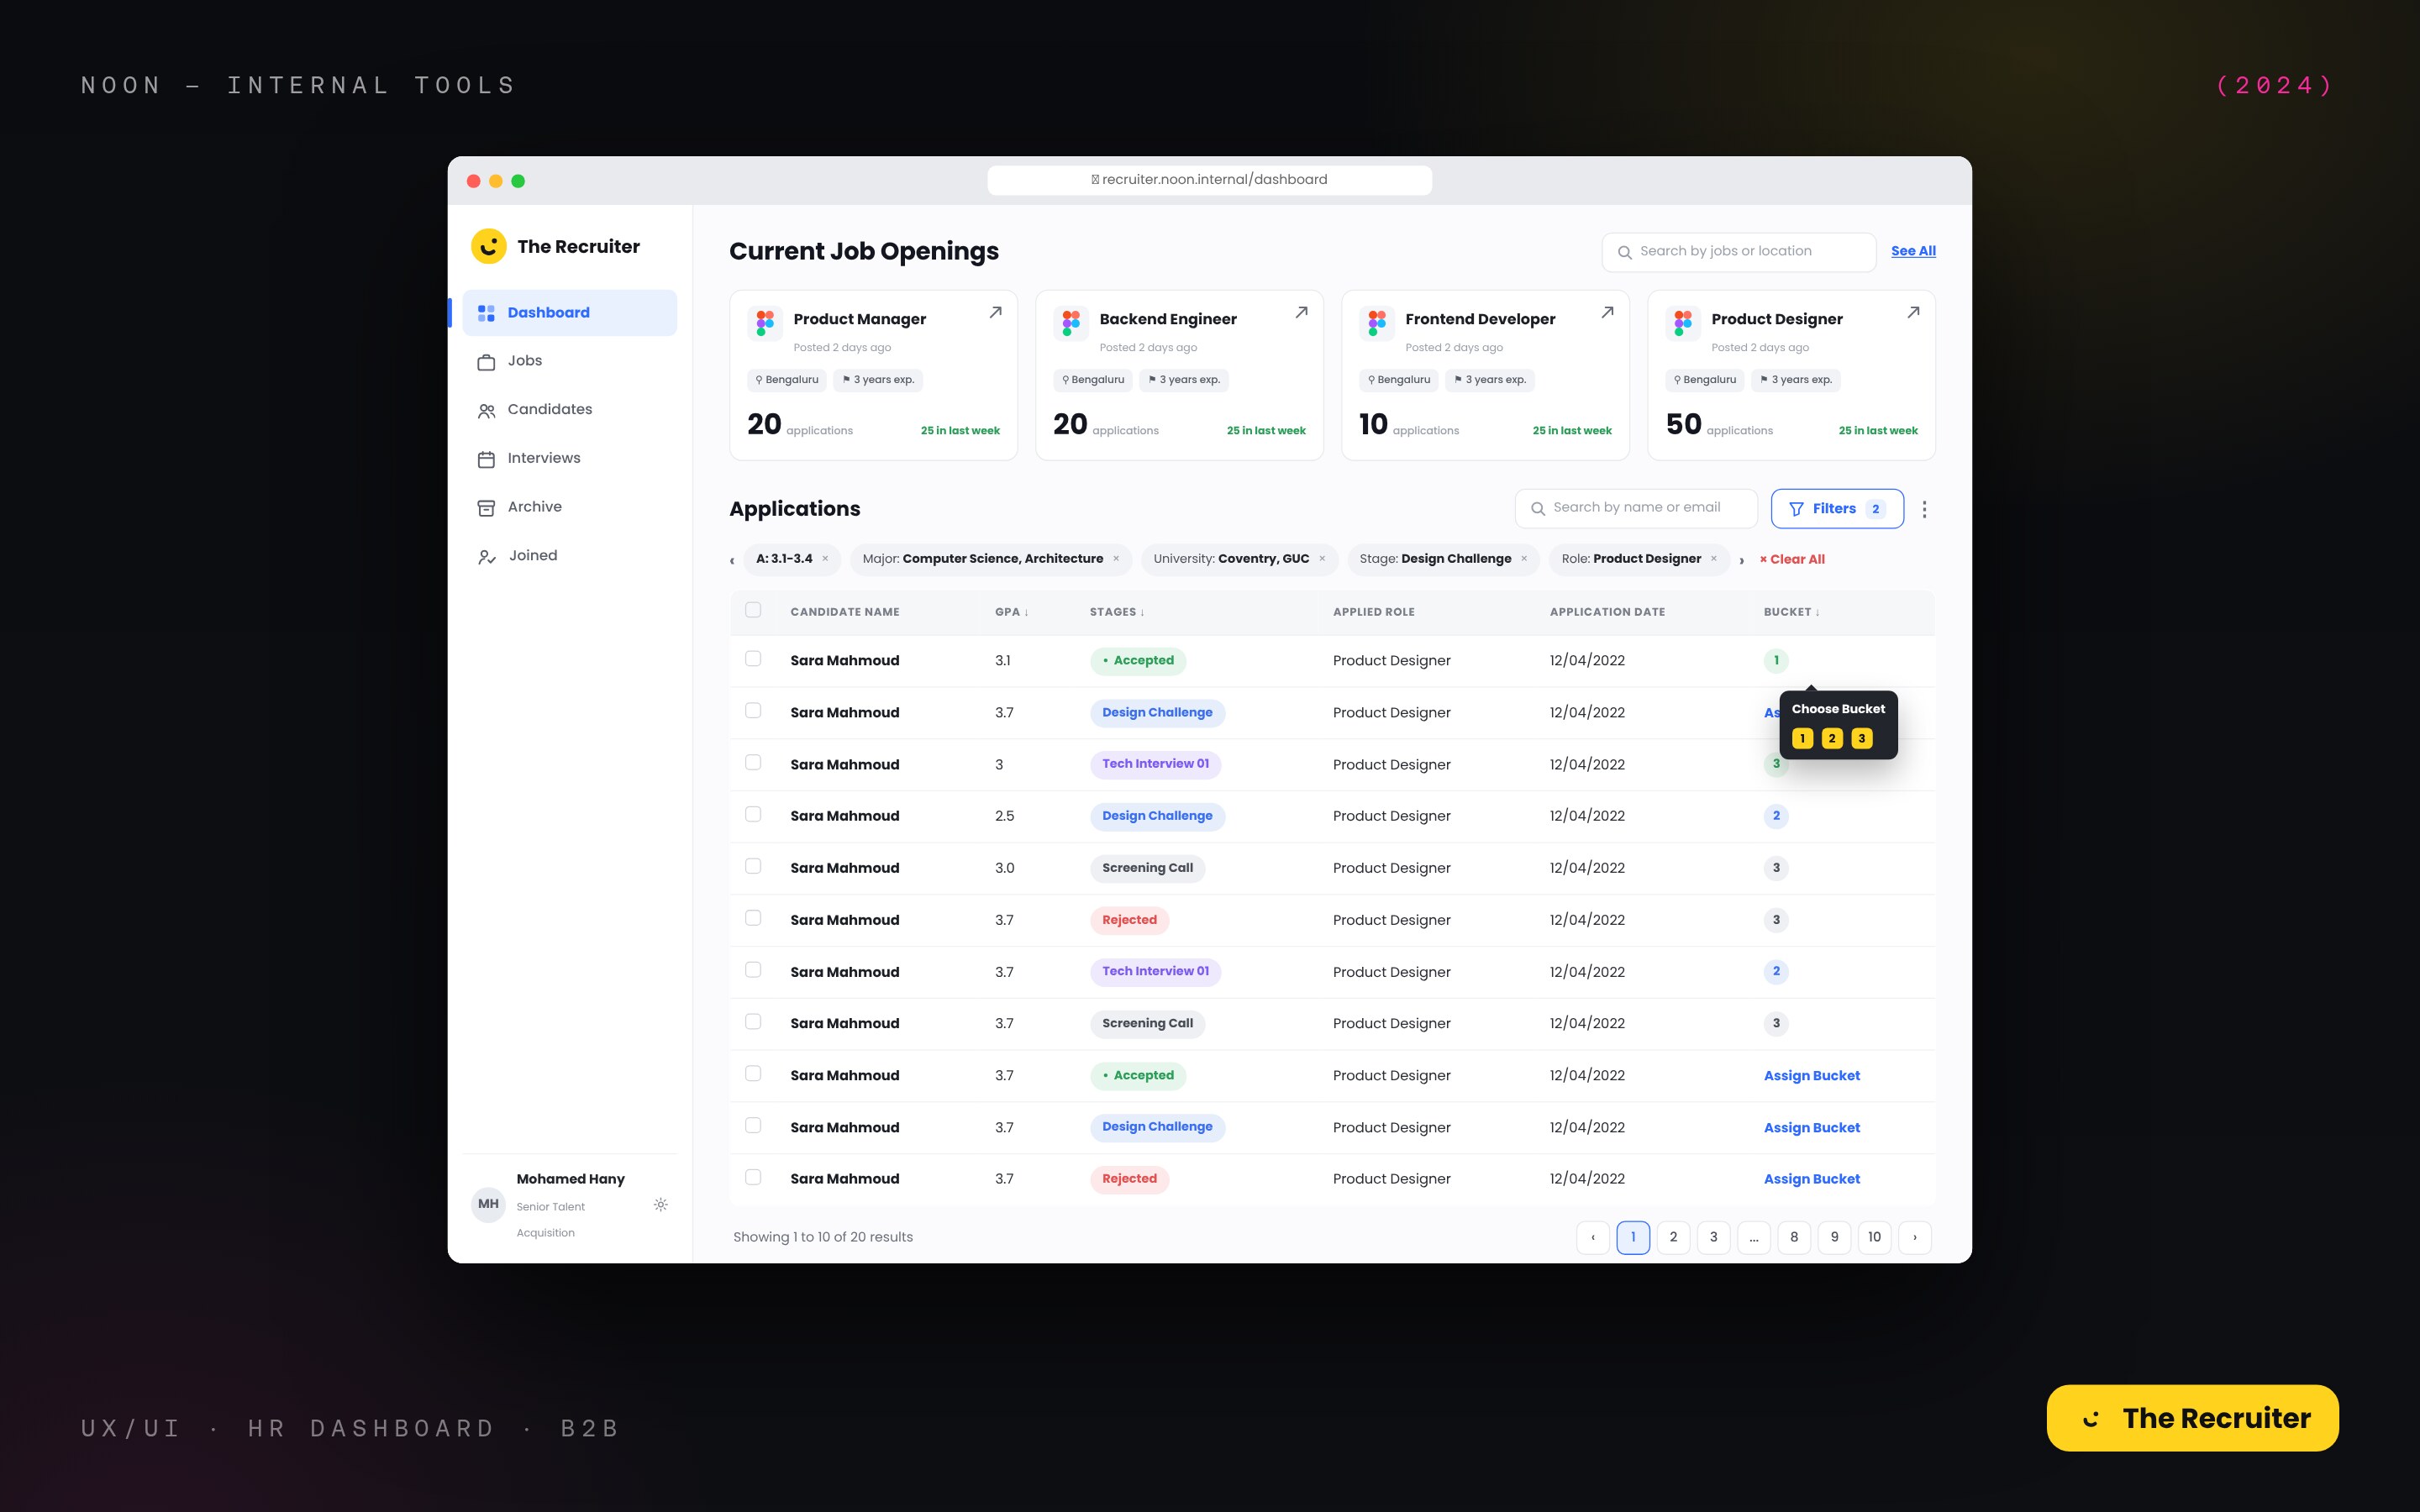 NOON — INTERNAL TOOLS
(2024)
recruiter.noon.internal/dashboard
The Recruiter
Dashboard
Jobs
Candidates
Interviews
Archive
Joined
MH
Mohamed Hany
Senior Talent
Acquisition
Current Job Openings
Search by jobs or location
See All
Product Manager
Posted 2 days ago
Bengaluru
3 years exp.
20 applications
25 in last week
Backend Engineer
Posted 2 days ago
Bengaluru
3 years exp.
20 applications
25 in last week
Frontend Developer
Posted 2 days ago
Bengaluru
3 years exp.
10 applications
25 in last week
Product Designer
Posted 2 days ago
Bengaluru
3 years exp.
50 applications
25 in last week
Applications
Search by name or email
Filters 2
‹ A: 3.1-3.4 × Major: Computer Science, Architecture × University: Coventry, GUC × Stage: Design Challenge × Role: Product Designer × › × Clear All
CANDIDATE NAME GPA ↓ STAGES ↓ APPLIED ROLE APPLICATION DATE BUCKET ↓
Sara Mahmoud 3.1 • Accepted Product Designer 12/04/2022 1
Sara Mahmoud 3.7 Design Challenge Product Designer 12/04/2022
Choose Bucket
1 2 3
Sara Mahmoud 3 Tech Interview 01 Product Designer 12/04/2022 3
Sara Mahmoud 2.5 Design Challenge Product Designer 12/04/2022 2
Sara Mahmoud 3.0 Screening Call Product Designer 12/04/2022 3
Sara Mahmoud 3.7 Rejected Product Designer 12/04/2022 3
Sara Mahmoud 3.7 Tech Interview 01 Product Designer 12/04/2022 2
Sara Mahmoud 3.7 Screening Call Product Designer 12/04/2022 3
Sara Mahmoud 3.7 • Accepted Product Designer 12/04/2022 Assign Bucket
Sara Mahmoud 3.7 Design Challenge Product Designer 12/04/2022 Assign Bucket
Sara Mahmoud 3.7 Rejected Product Designer 12/04/2022 Assign Bucket
Showing 1 to 10 of 20 results
‹ 1 2 3 ... 8 9 10 ›
UX/UI · HR DASHBOARD · B2B
The Recruiter